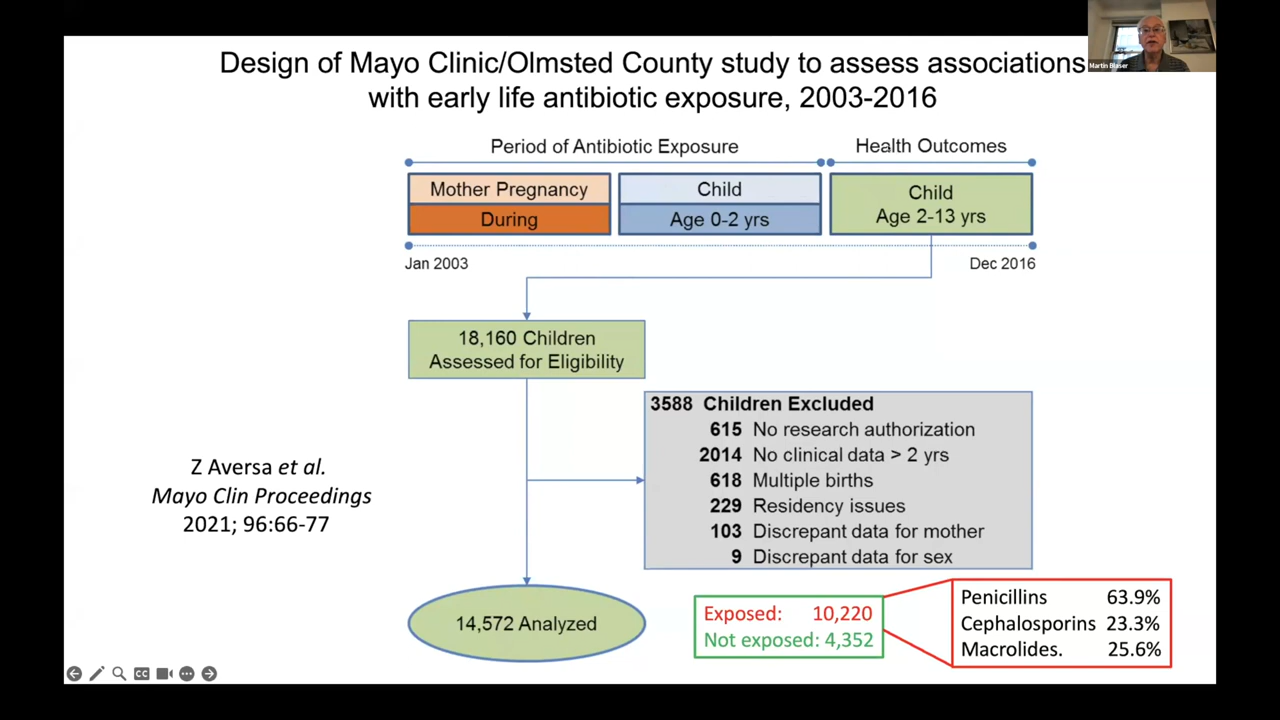 Design of Mayo Clinic/Olmsted County study to assess associations
with early life antibiotic exposure, 2003-2016
Martin Blaser
Period of Antibiotic Exposure
Health Outcomes
Mother Pregnancy
During
Child
Age 0-2 yrs
Child
Age 2-13 yrs
Jan 2003
Dec 2016
18,160 Children
Assessed for Eligibility
3588 Children Excluded
615 No research authorization
2014 No clinical data > 2 yrs
618 Multiple births
229 Residency issues
103 Discrepant data for mother
9 Discrepant data for sex
Z Aversa et al.
Mayo Clin Proceedings
2021; 96:66-77
14,572 Analyzed
Exposed: 10,220
Not exposed: 4,352
Penicillins 63.9%
Cephalosporins 23.3%
Macrolides. 25.6%
CC